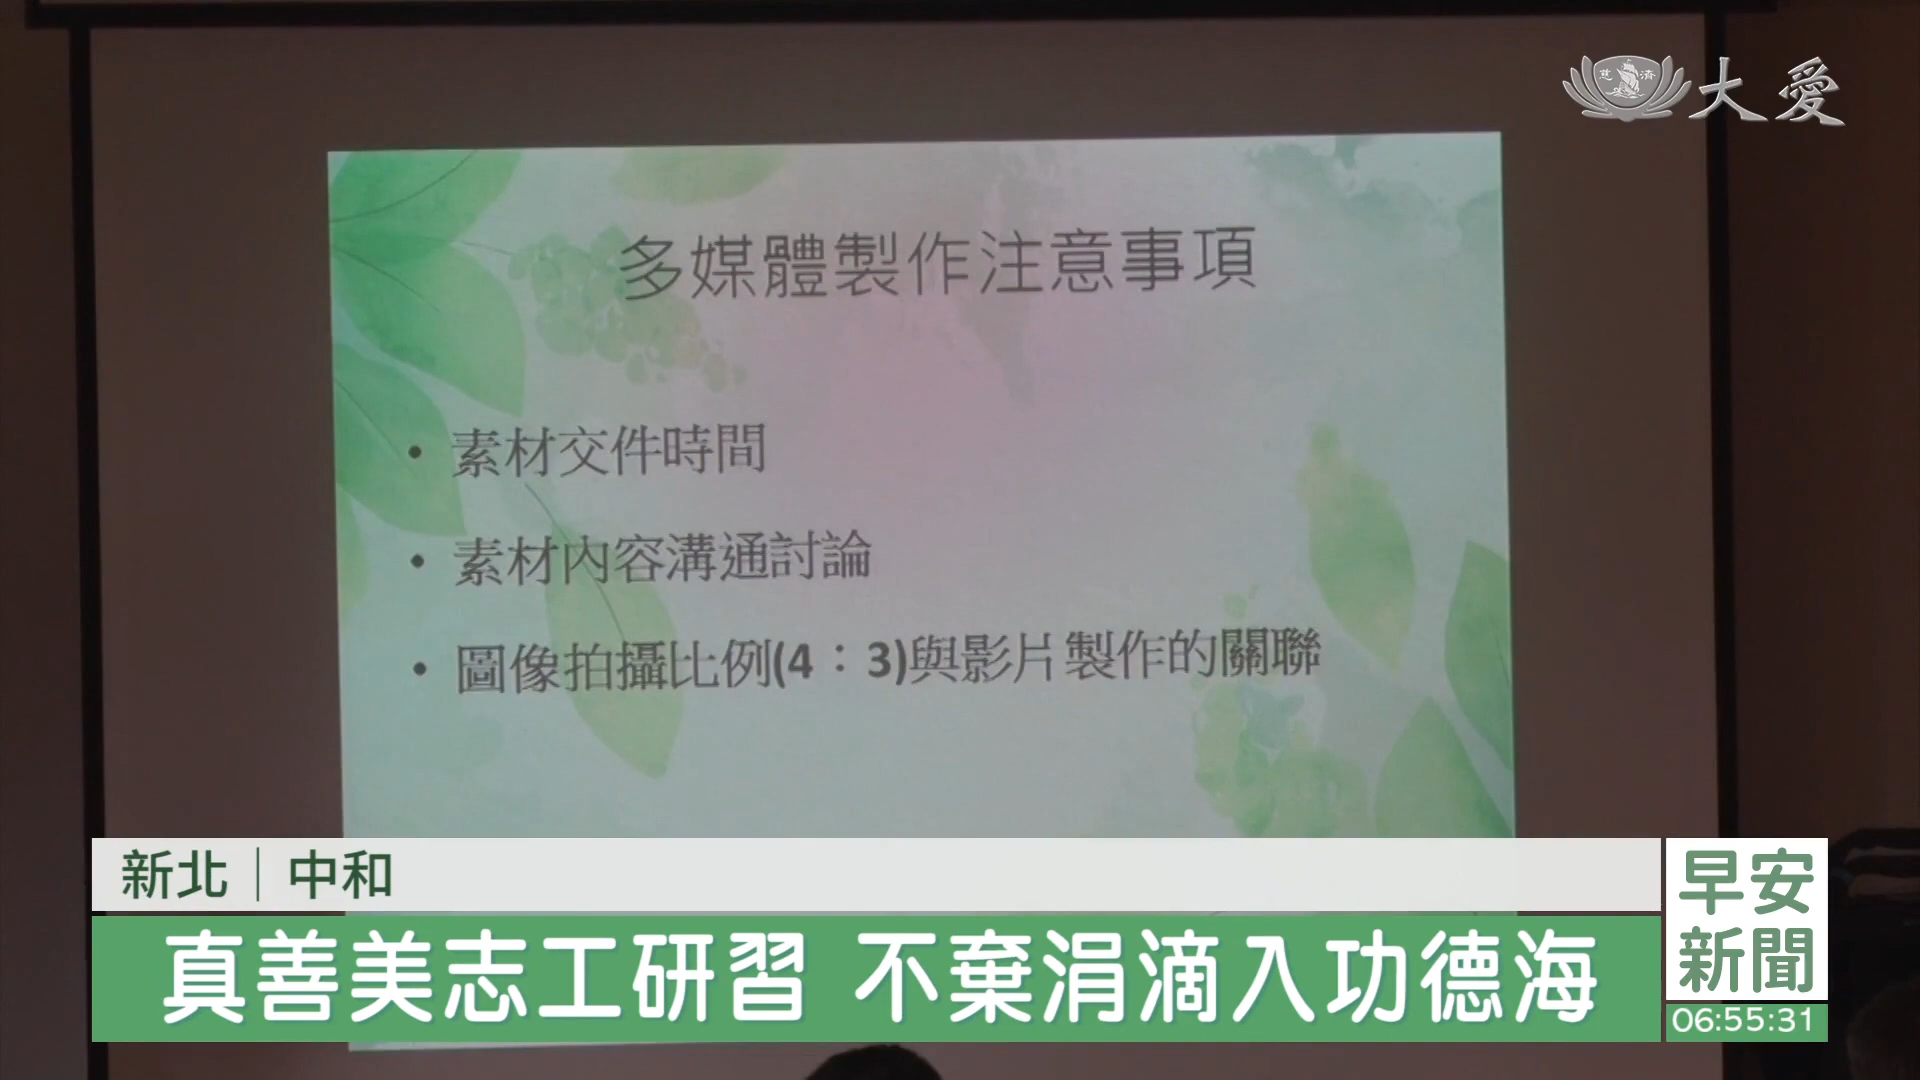 慈濟 大愛
多媒體製作注意事項
• 素材交件時間
• 素材內容溝通討論
• 圖像拍攝比例(4：3)與影片製作的關聯
新北｜中和
真善美志工研習 不棄涓滴入功德海
早安
新聞
06:55:31